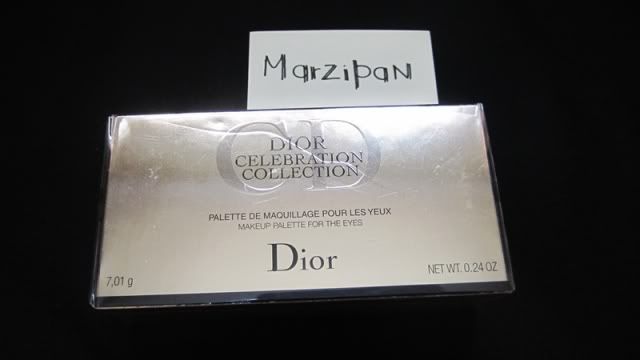 Marzipan
CD
DIOR
CELEBRATION
COLLECTION
PALETTE DE MAQUILLAGE POUR LES YEUX
MAKEUP PALETTE FOR THE EYES
Dior
7,01 g
NET WT. 0.24 OZ